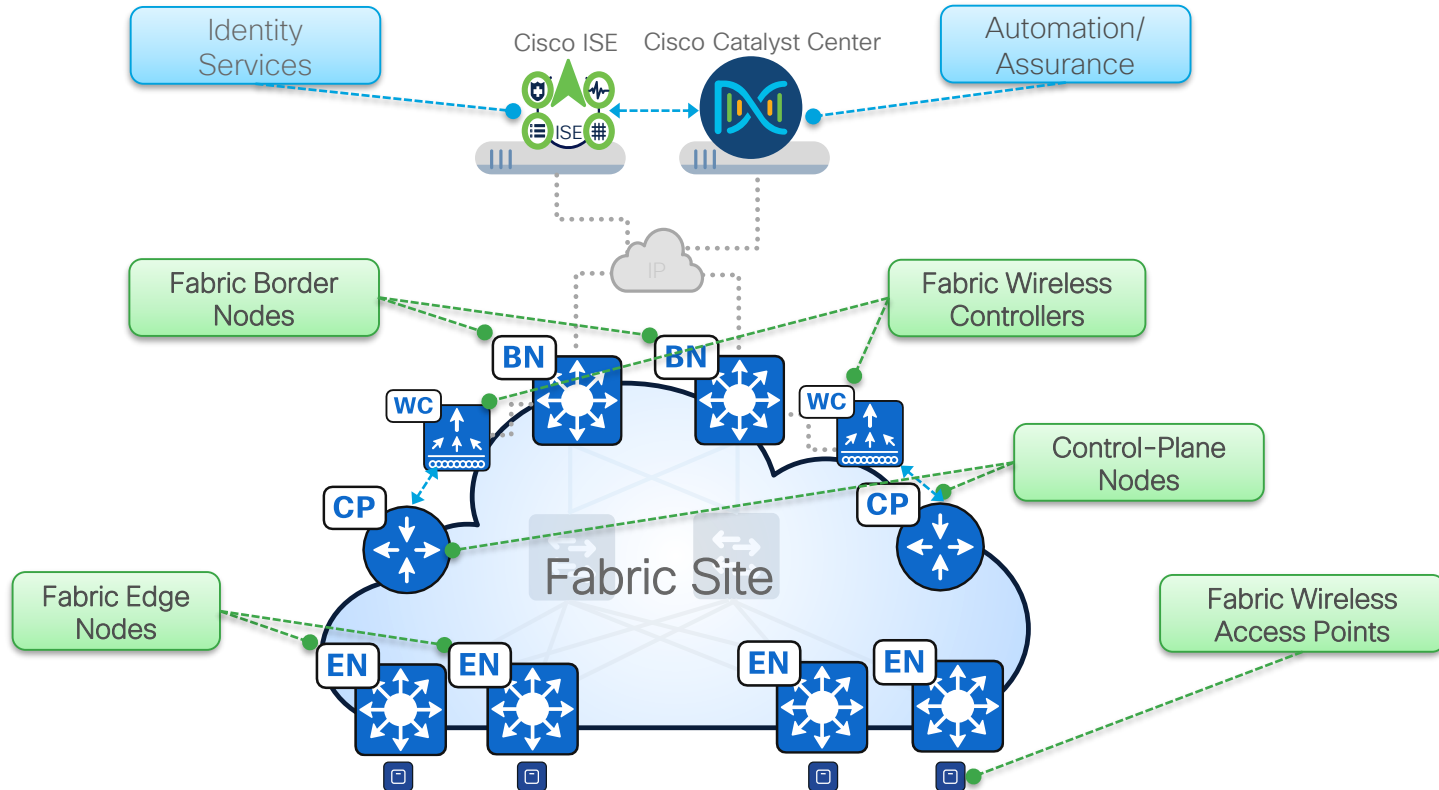 Identity
Services
Cisco ISE
Cisco Catalyst Center
Automation/
Assurance
ISE
IP
Fabric Border
Nodes
Fabric Wireless
Controllers
BN
BN
WC
WC
Control-Plane
Nodes
CP
CP
Fabric Site
Fabric Edge
Nodes
Fabric Wireless
Access Points
EN
EN
EN
EN